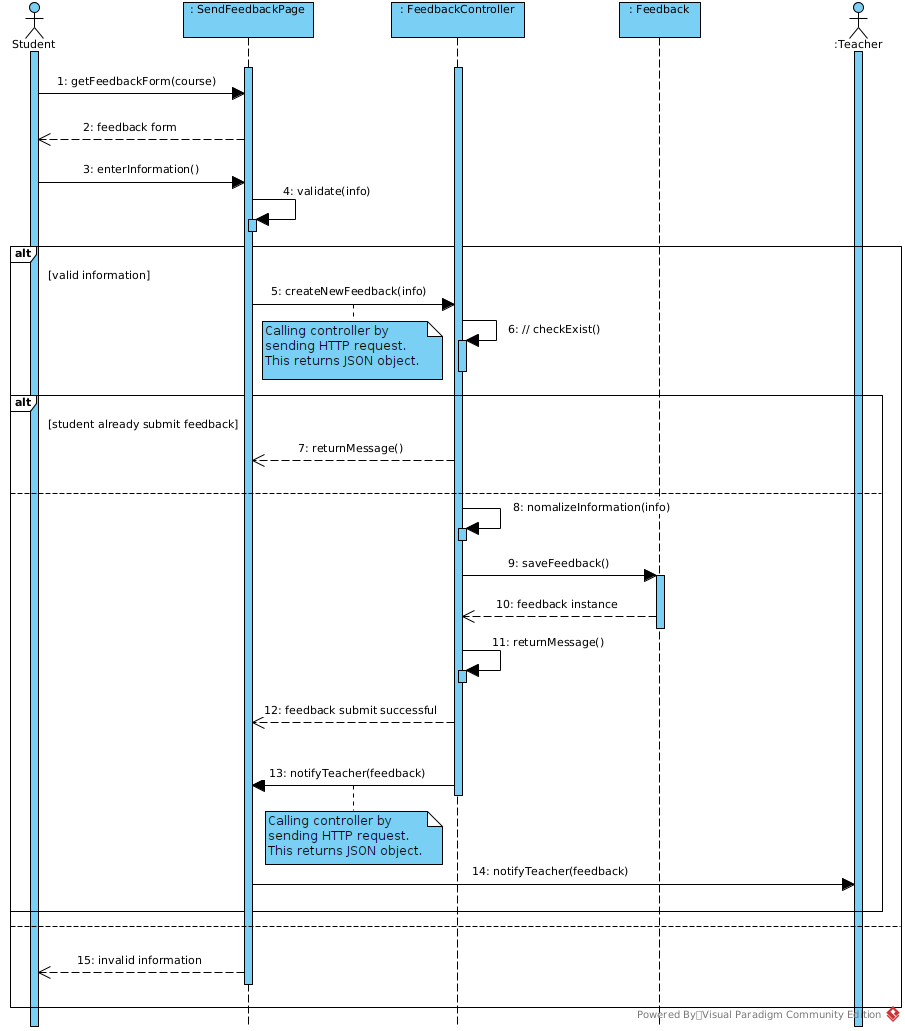 : SendFeedbackPage
: FeedbackController
: Feedback
Student
:Teacher
1: getFeedbackForm(course)
2: feedback form
3: enterInformation()
4: validate(info)
alt
[valid information]
5: createNewFeedback(info)
Calling controller by
sending HTTP request.
This returns JSON object.
6: // checkExist()
alt
[student already submit feedback]
7: returnMessage()
8: nomalizeInformation(info)
9: saveFeedback()
10: feedback instance
11: returnMessage()
12: feedback submit successful
13: notifyTeacher(feedback)
Calling controller by
sending HTTP request.
This returns JSON object.
14: notifyTeacher(feedback)
15: invalid information
Powered By Visual Paradigm Community Edition